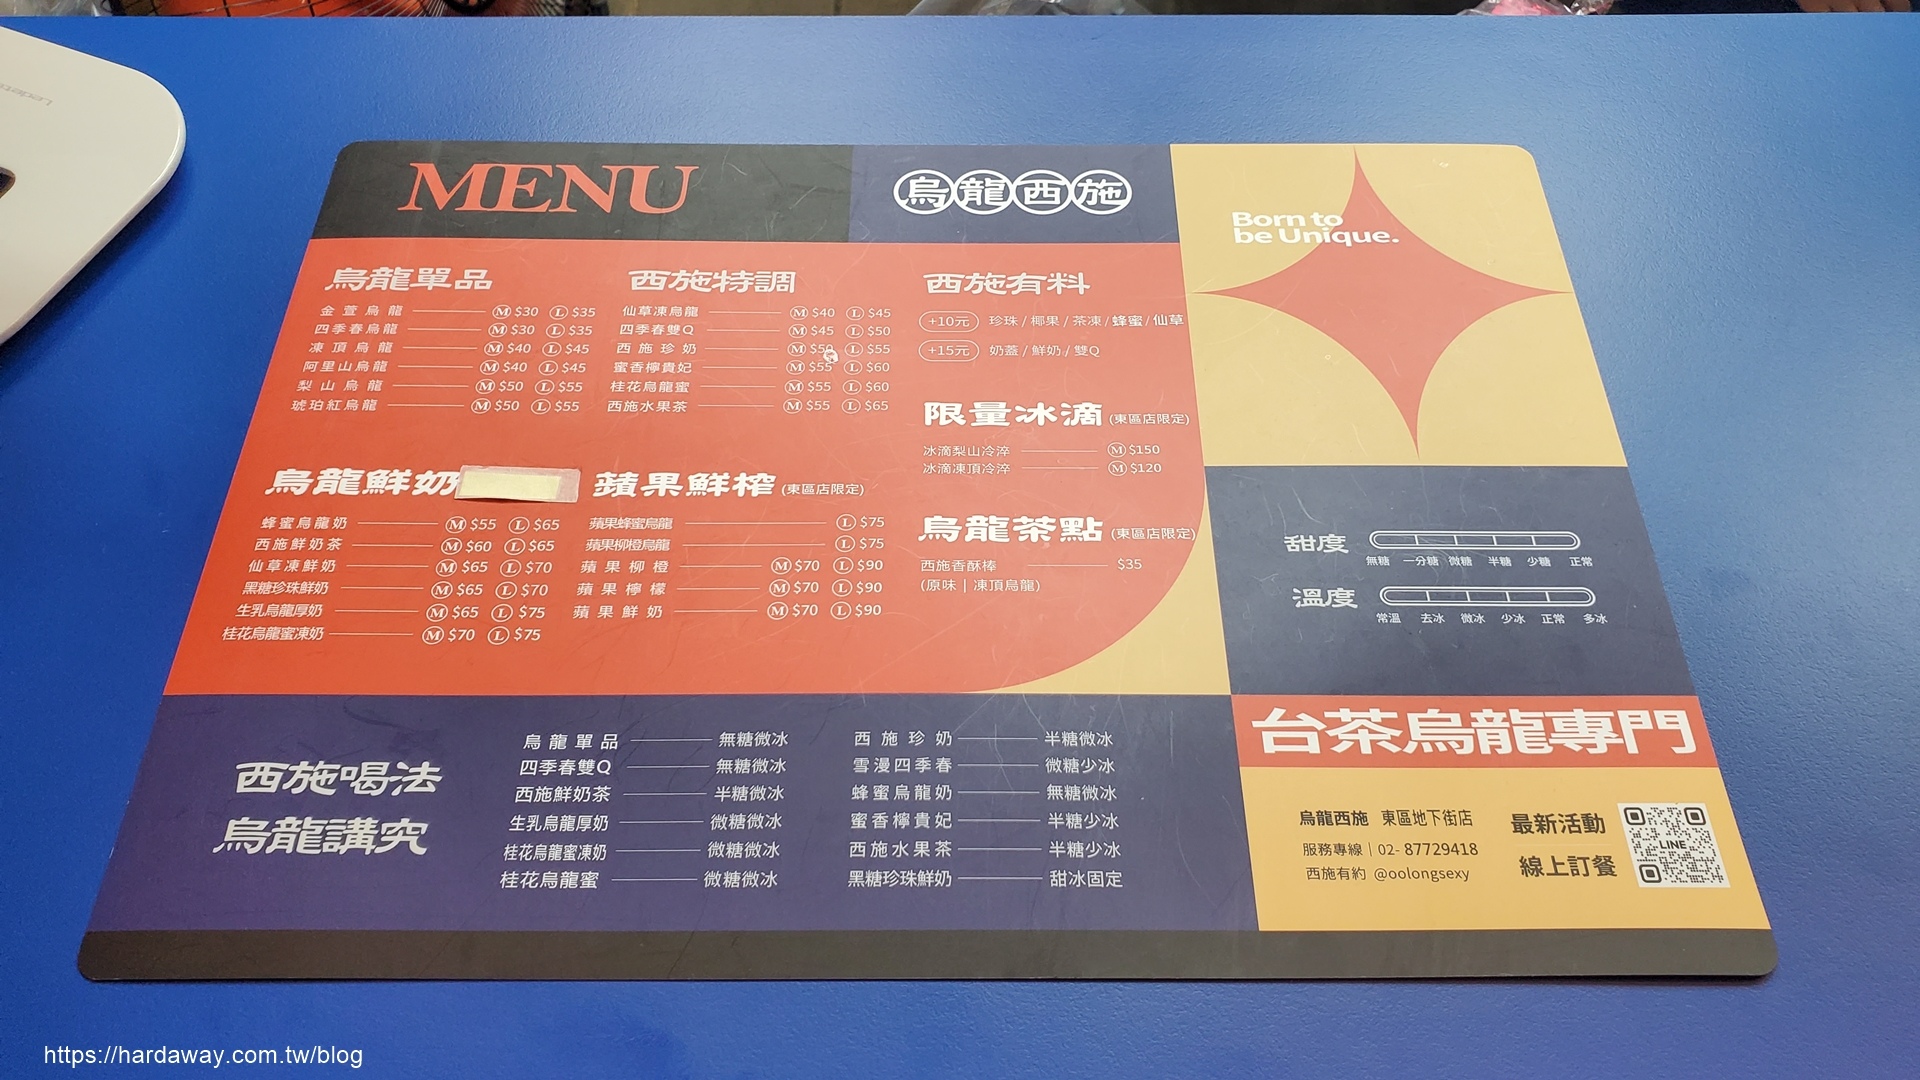 MENU
烏龍西施
Born to
be Unique.
烏龍單品
金萱烏龍 M $30 L $35
四季春烏龍 M $30 L $35
凍頂烏龍 M $40 L $45
阿里山烏龍 M $40 L $45
梨山烏龍 M $50 L $55
琥珀紅烏龍 M $50 L $55
西施特調
仙草凍烏龍 M $40 L $45
四季春雙Q M $45 L $50
西施珍奶 M $50 L $55
蜜香檸貴妃 M $55 L $60
桂花烏龍蜜 M $55 L $60
西施水果茶 M $55 L $65
西施有料
+10元 珍珠 / 椰果 / 茶凍 / 蜂蜜 / 仙草
+15元 奶蓋 / 鮮奶 / 雙Q
限量冰滴 (東區店限定)
冰滴梨山冷淬 M $150
冰滴凍頂冷淬 M $120
烏龍鮮奶
蜂蜜烏龍奶 M $55 L $65
西施鮮奶茶 M $60 L $65
仙草凍鮮奶 M $65 L $70
黑糖珍珠鮮奶 M $65 L $70
生乳烏龍厚奶 M $65 L $75
桂花烏龍蜜凍奶 M $70 L $75
蘋果鮮榨 (東區店限定)
蘋果蜂蜜烏龍 L $75
蘋果柳橙烏龍 L $75
蘋果柳橙 M $70 L $90
蘋果檸檬 M $70 L $90
蘋果鮮奶 M $70 L $90
烏龍茶點 (東區店限定)
西施香酥棒 $35
(原味 | 凍頂烏龍)
甜度
無糖 一分糖 微糖 半糖 少糖 正常
溫度
常溫 去冰 微冰 少冰 正常 多冰
西施喝法
烏龍講究
烏龍單品 無糖微冰
四季春雙Q 無糖微冰
西施鮮奶茶 半糖微冰
生乳烏龍厚奶 微糖微冰
桂花烏龍蜜凍奶 微糖微冰
桂花烏龍蜜 微糖微冰
西施珍奶 半糖微冰
雪漫四季春 微糖少冰
蜂蜜烏龍奶 無糖微冰
蜜香檸貴妃 半糖少冰
西施水果茶 半糖少冰
黑糖珍珠鮮奶 甜冰固定
台茶烏龍專門
烏龍西施 東區地下街店
服務專線 | 02- 87729418
西施有約 @oolongsexy
最新活動
線上訂餐
LINE
https://hardaway.com.tw/blog